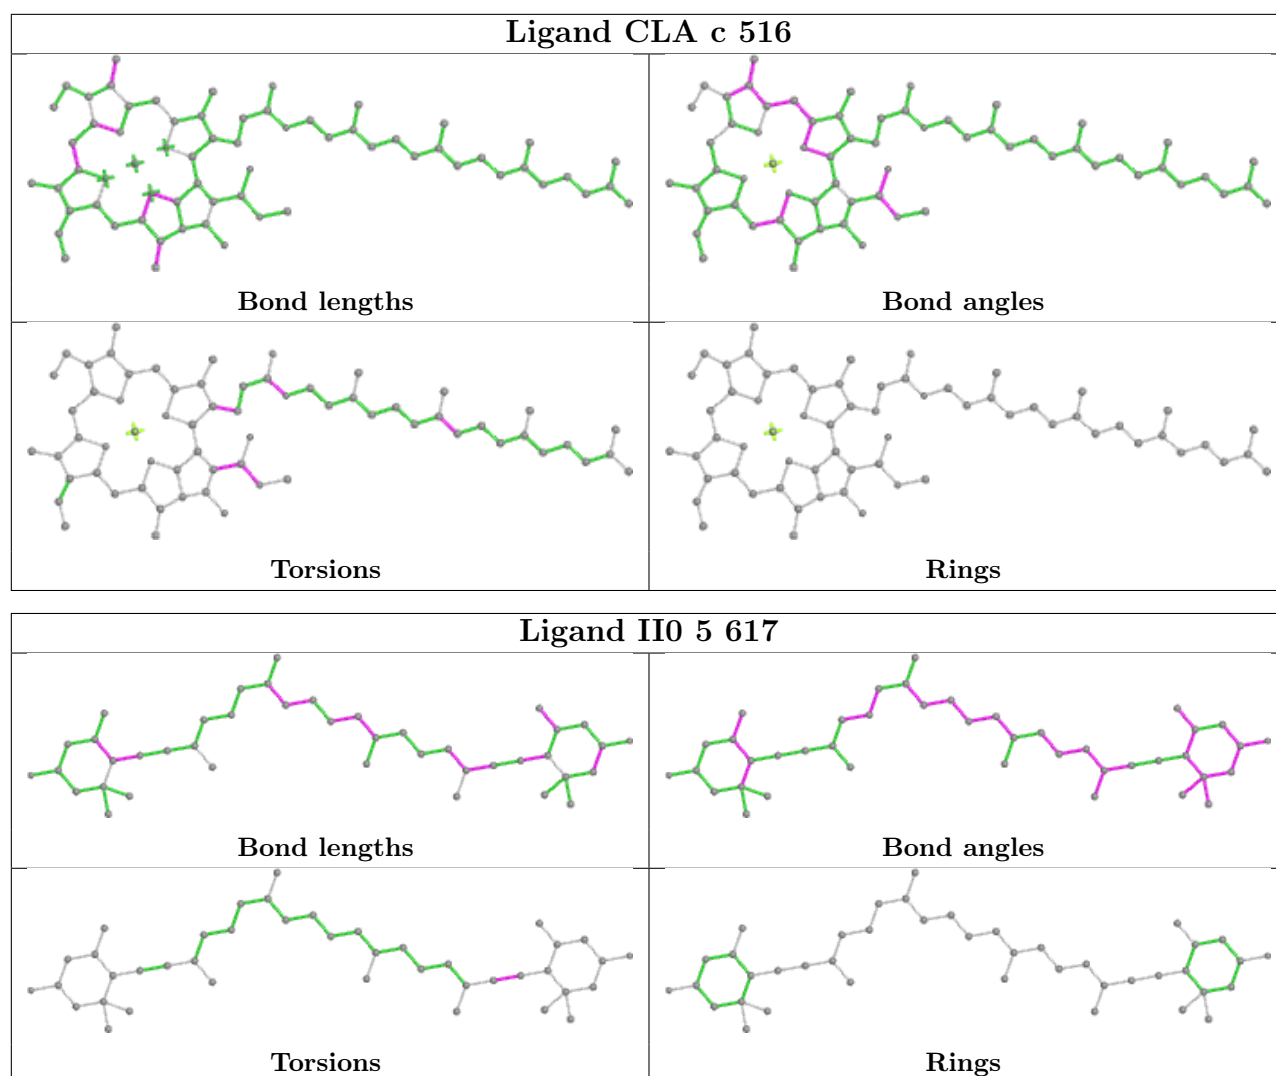 Ligand CLA c 516
Bond lengths
Bond angles
Torsions
Rings
Ligand II0 5 617
Bond lengths
Bond angles
Torsions
Rings